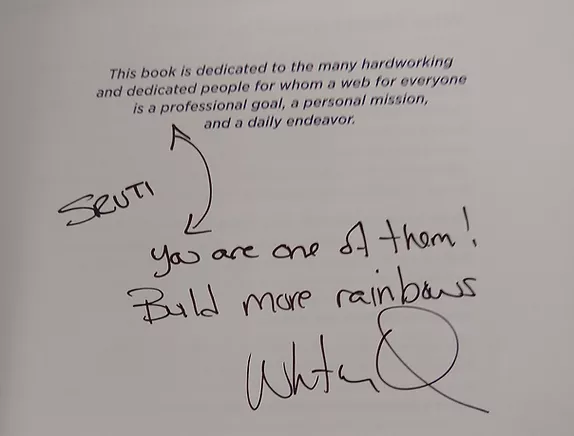 This book is dedicated to the many hardworking
and dedicated people for whom a web for everyone
is a professional goal, a personal mission,
and a daily endeavor.
SRUTI
You are one of them!
Build more rainbows
Whitney Q